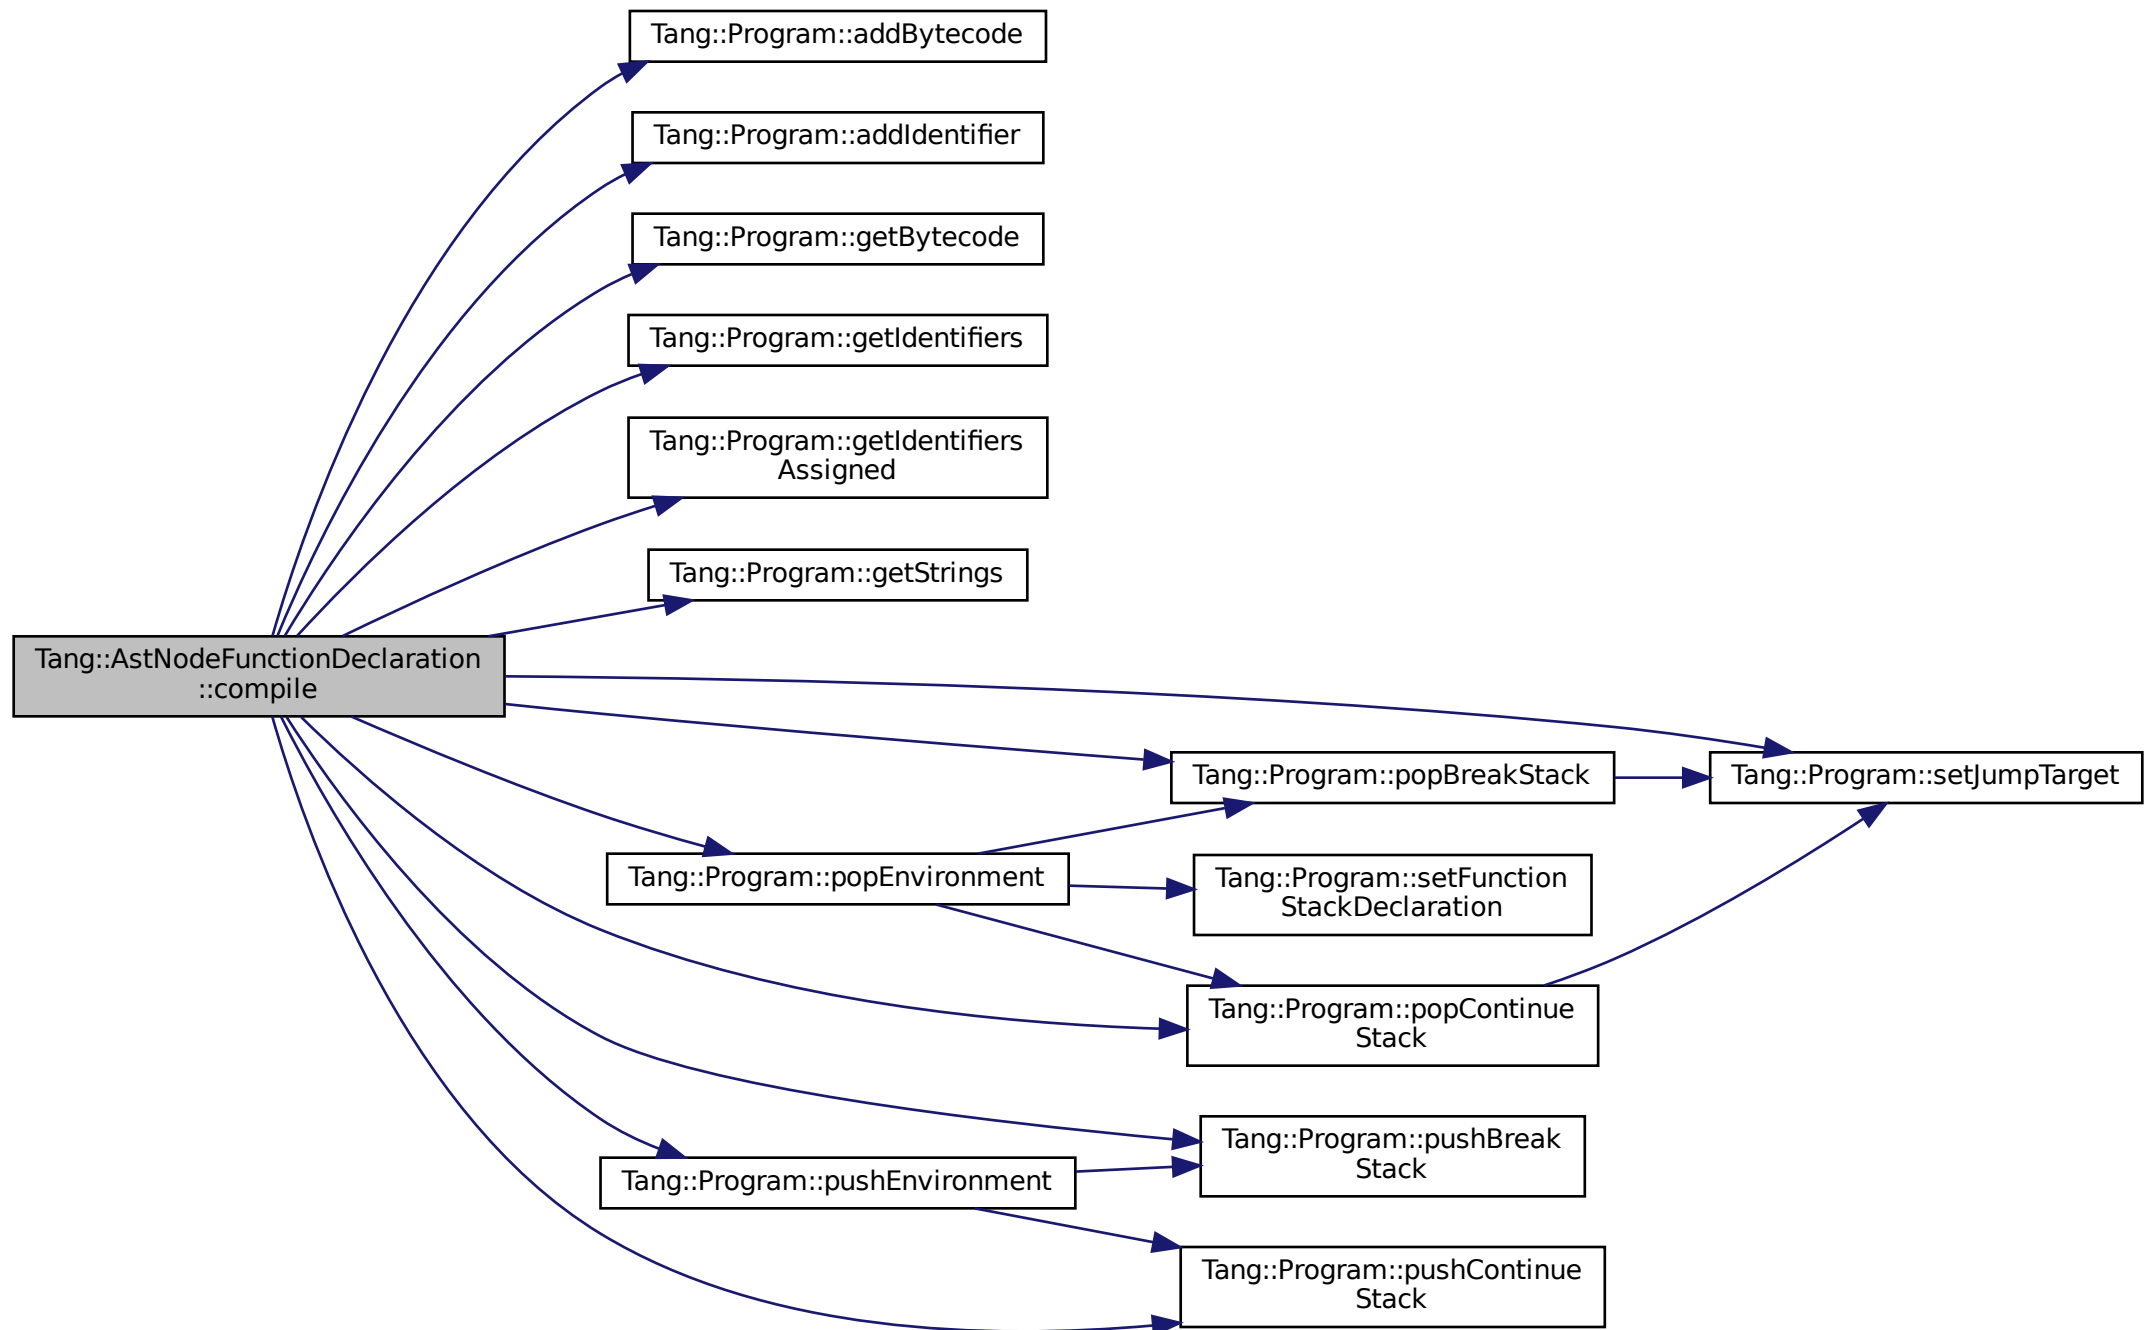 Tang::Program::addBytecode
Tang::Program::addIdentifier
Tang::Program::getBytecode
Tang::Program::getIdentifiers
Tang::Program::getIdentifiers
Assigned
Tang::Program::getStrings
Tang::AstNodeFunctionDeclaration
::compile
Tang::Program::popBreakStack
Tang::Program::setJumpTarget
Tang::Program::popEnvironment
Tang::Program::setFunction
StackDeclaration
Tang::Program::popContinue
Stack
Tang::Program::pushBreak
Stack
Tang::Program::pushEnvironment
Tang::Program::pushContinue
Stack